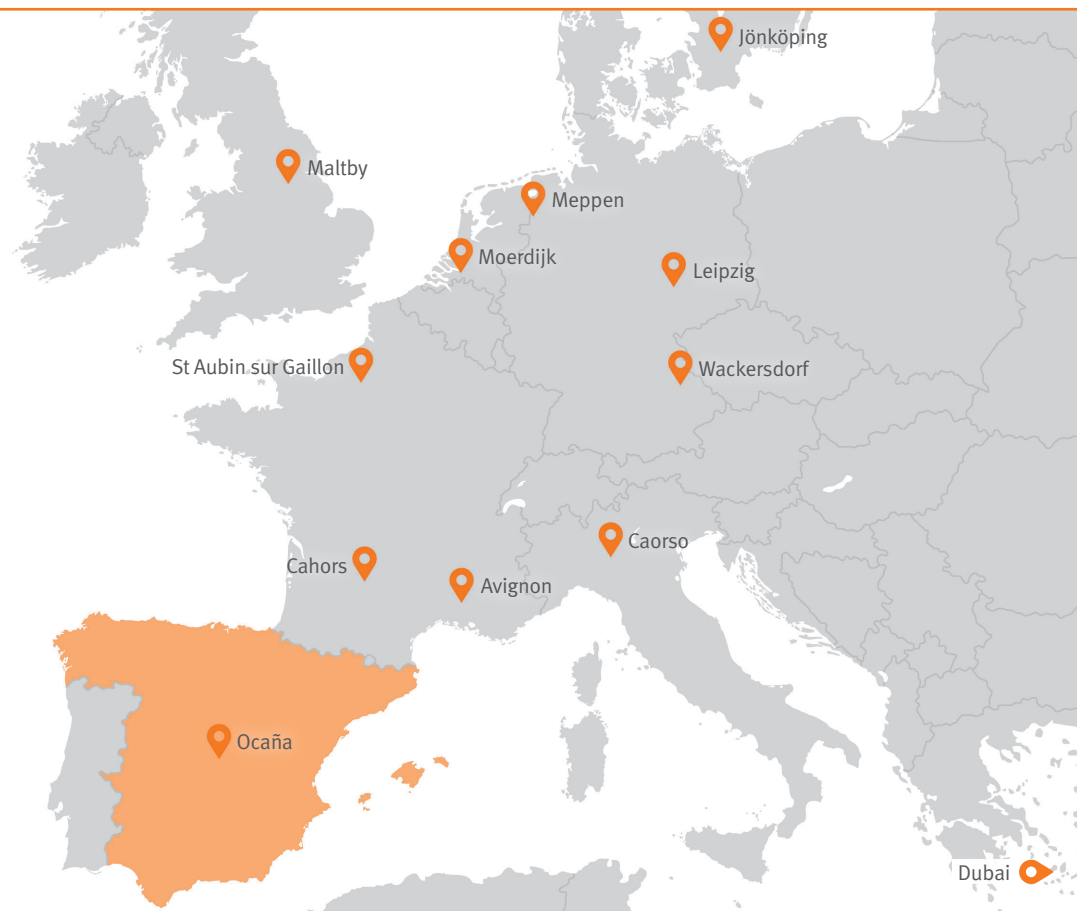 Jönköping
Maltby
Meppen
Moerdijk
Leipzig
St Aubin sur Gaillon
Wackersdorf
Caorso
Cahors
Avignon
Ocaña
Dubai